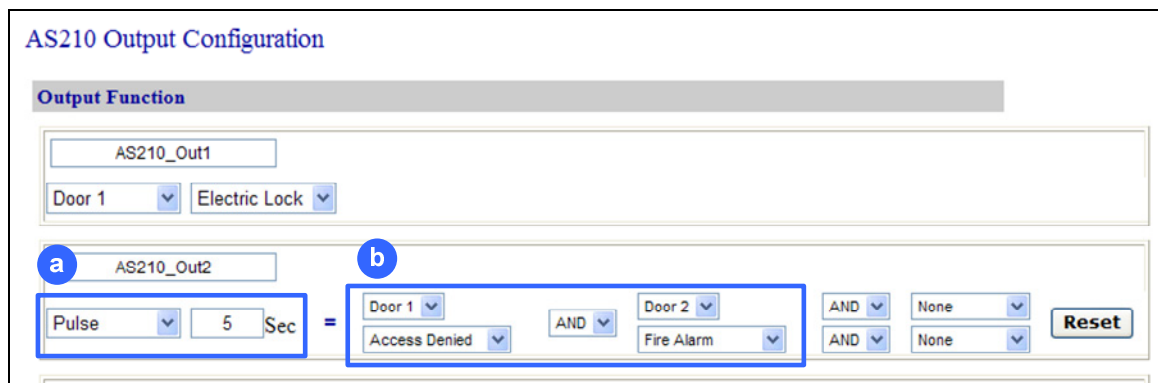 AS210 Output Configuration
Output Function
AS210_Out1
Door 1 Electric Lock
a AS210_Out2 b
Door 1 Door 2 AND None
Pulse 5 Sec = AND Reset
Access Denied Fire Alarm AND None